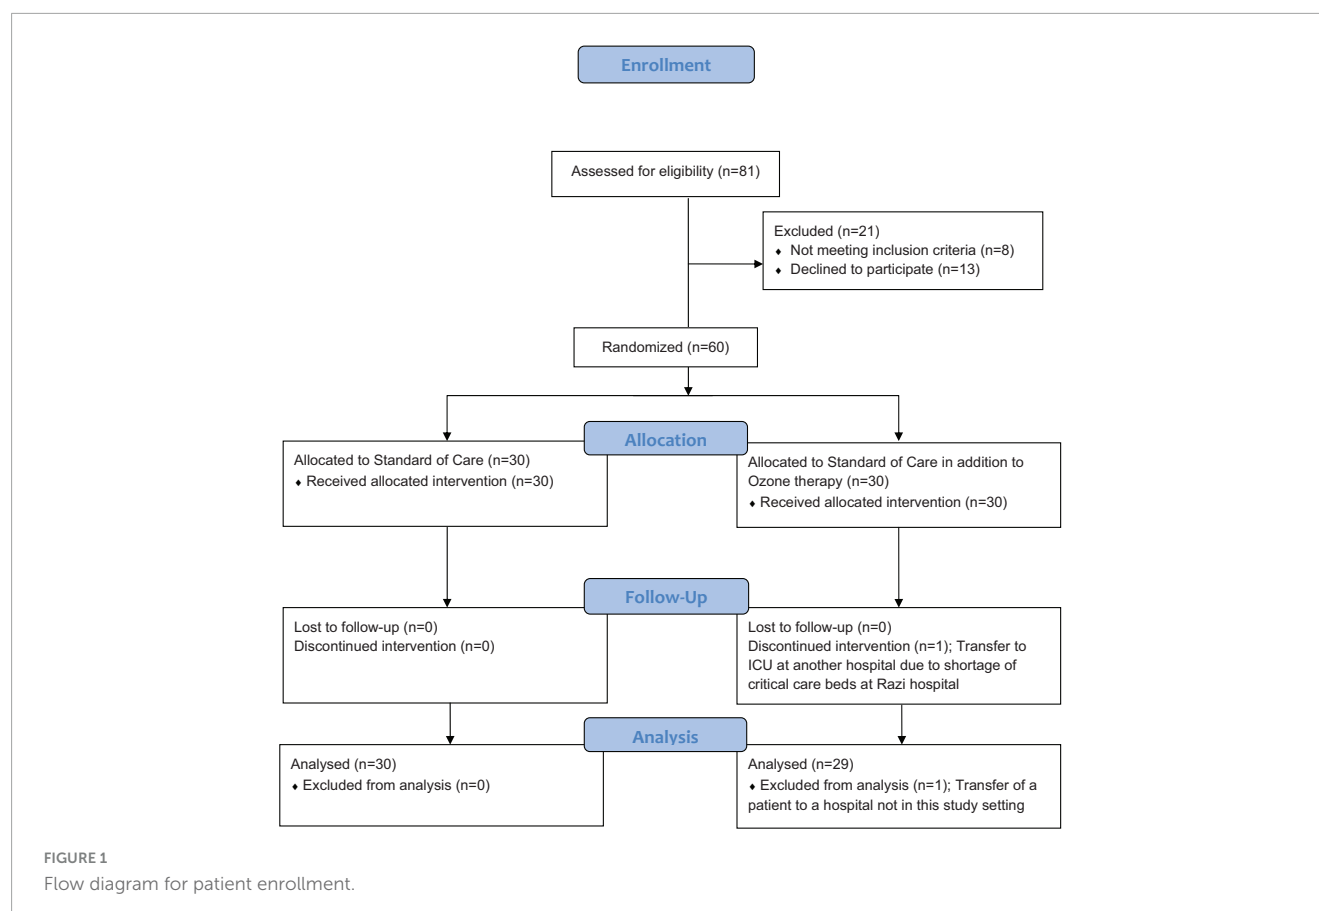 Enrollment
Assessed for eligibility (n=81)
Excluded (n=21)
♦ Not meeting inclusion criteria (n=8)
♦ Declined to participate (n=13)
Randomized (n=60)
Allocation
Allocated to Standard of Care (n=30)
♦ Received allocated intervention (n=30)
Allocated to Standard of Care in addition to
Ozone therapy (n=30)
♦ Received allocated intervention (n=30)
Follow-Up
Lost to follow-up (n=0)
Discontinued intervention (n=0)
Lost to follow-up (n=0)
Discontinued intervention (n=1); Transfer to
ICU at another hospital due to shortage of
critical care beds at Razi hospital
Analysis
Analysed (n=30)
♦ Excluded from analysis (n=0)
Analysed (n=29)
♦ Excluded from analysis (n=1); Transfer of a
patient to a hospital not in this study setting
FIGURE 1
Flow diagram for patient enrollment.